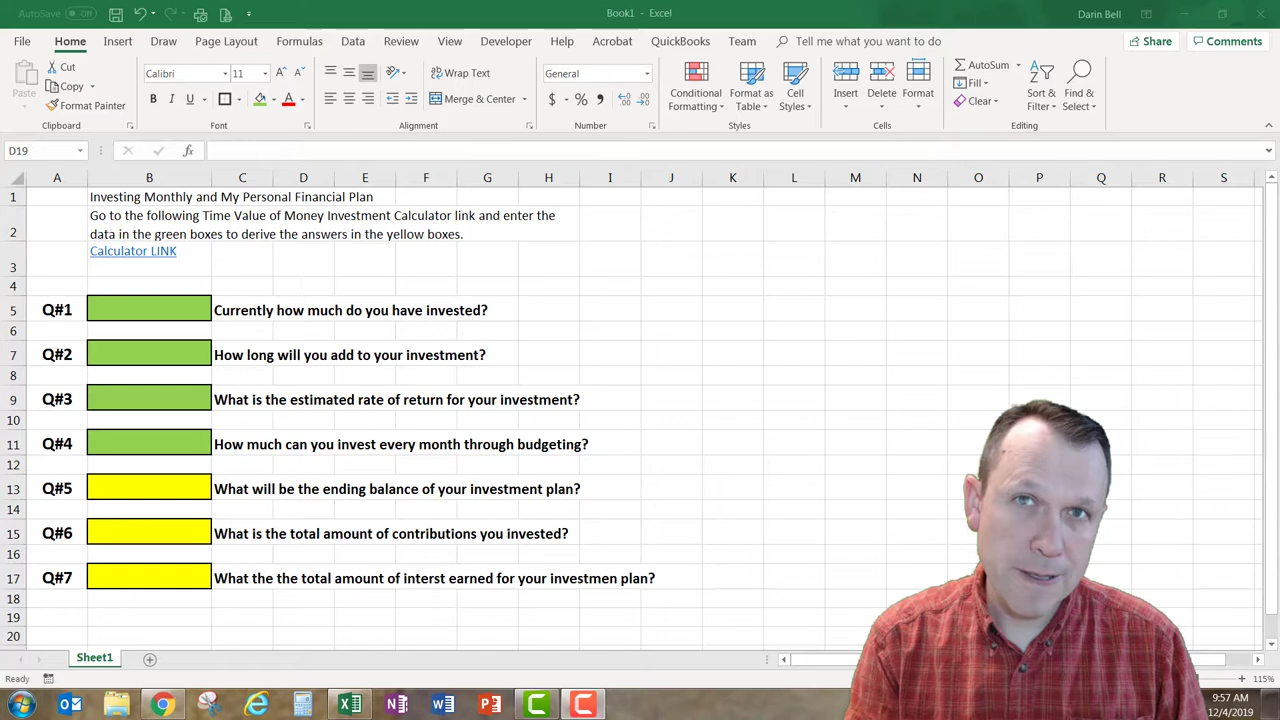 AutoSave Off
Book1 - Excel
Darin Bell
File Home Insert Draw Page Layout Formulas Data Review View Developer Help Acrobat QuickBooks Team Tell me what you want to do Share Comments
Paste
Cut
Copy
Format Painter
Clipboard
Calibri 11
B I U
Font
Wrap Text
Merge & Center
Alignment
General
$ % ,
Number
Conditional Formatting
Format as Table
Cell Styles
Styles
Insert Delete Format
Cells
AutoSum
Fill
Clear
Sort & Filter
Find & Select
Editing
D19 fx
A B C D E F G H I J K L M N O P Q R S
1 Investing Monthly and My Personal Financial Plan
Go to the following Time Value of Money Investment Calculator link and enter the
2 data in the green boxes to derive the answers in the yellow boxes.
Calculator LINK
3
4
5 Q#1 Currently how much do you have invested?
6
7 Q#2 How long will you add to your investment?
8
9 Q#3 What is the estimated rate of return for your investment?
10
11 Q#4 How much can you invest every month through budgeting?
12
13 Q#5 What will be the ending balance of your investment plan?
14
15 Q#6 What is the total amount of contributions you invested?
16
17 Q#7 What the the total amount of interst earned for your investmen plan?
18
19
20
Sheet1
Ready
115%
9:57 AM
12/4/2019